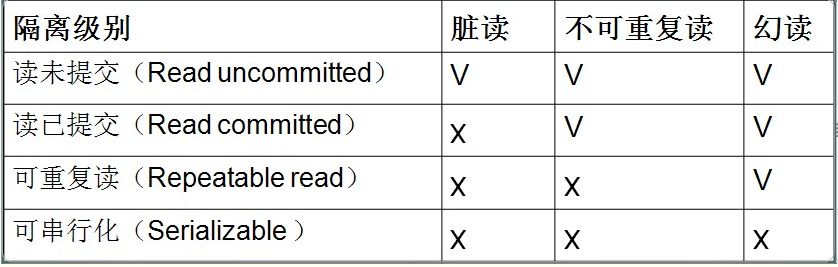 隔离级别 脏读 不可重复读 幻读
读未提交（Read uncommitted） V V V
读已提交（Read committed） x V V
可重复读（Repeatable read） x x V
可串行化（Serializable ） x x x